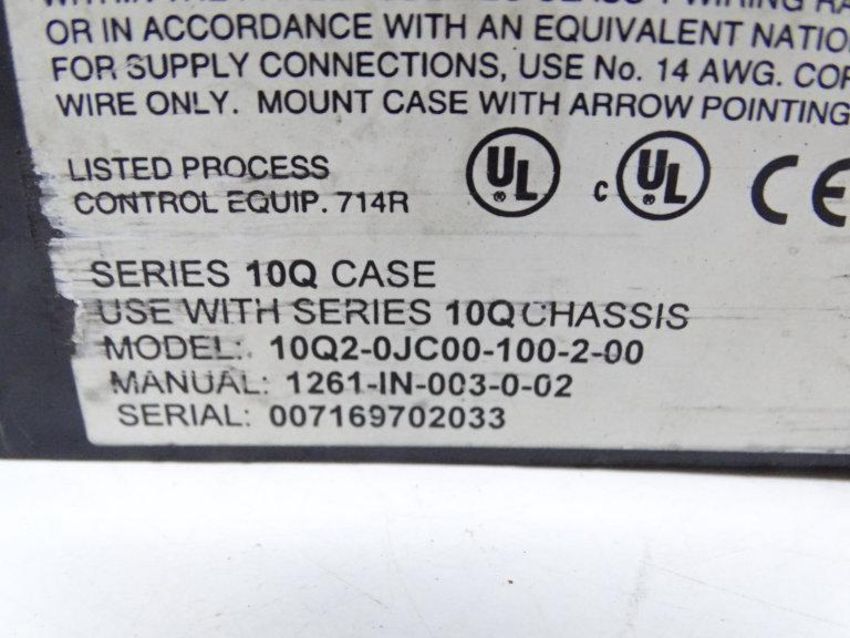 OR IN ACCORDANCE WITH AN EQUIVALENT NATIO
FOR SUPPLY CONNECTIONS, USE No. 14 AWG. COP
WIRE ONLY. MOUNT CASE WITH ARROW POINTING
LISTED PROCESS
CONTROL EQUIP. 714R
UL ®
C UL ®
CE
SERIES 10Q CASE
USE WITH SERIES 10Q CHASSIS
MODEL: 10Q2-0JC00-100-2-00
MANUAL: 1261-IN-003-0-02
SERIAL: 007169702033